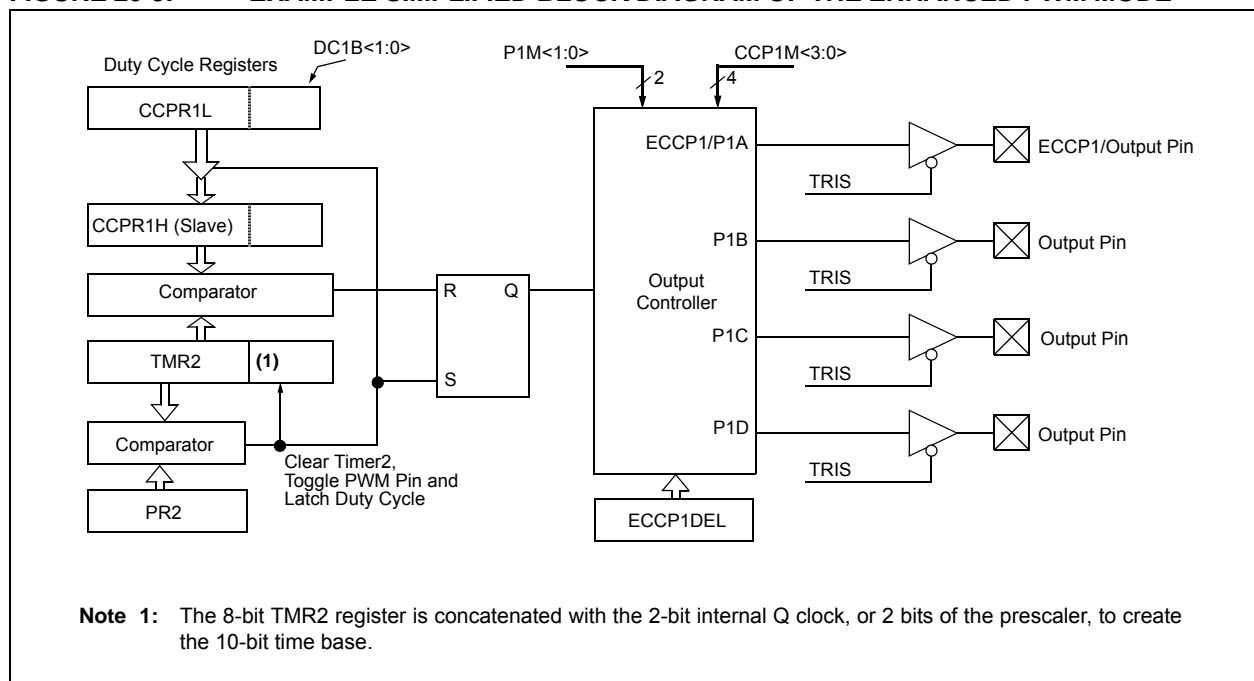 DC1B<1:0>
Duty Cycle Registers
CCPR1L
CCPR1H (Slave)
Comparator
TMR2
(1)
Comparator
PR2
Clear Timer2,
Toggle PWM Pin and
Latch Duty Cycle
R
Q
S
P1M<1:0>
2
CCP1M<3:0>
4
Output
Controller
ECCP1/P1A
P1B
P1C
P1D
ECCP1DEL
TRIS
ECCP1/Output Pin
TRIS
Output Pin
TRIS
Output Pin
TRIS
Output Pin
Note 1: The 8-bit TMR2 register is concatenated with the 2-bit internal Q clock, or 2 bits of the prescaler, to create
the 10-bit time base.